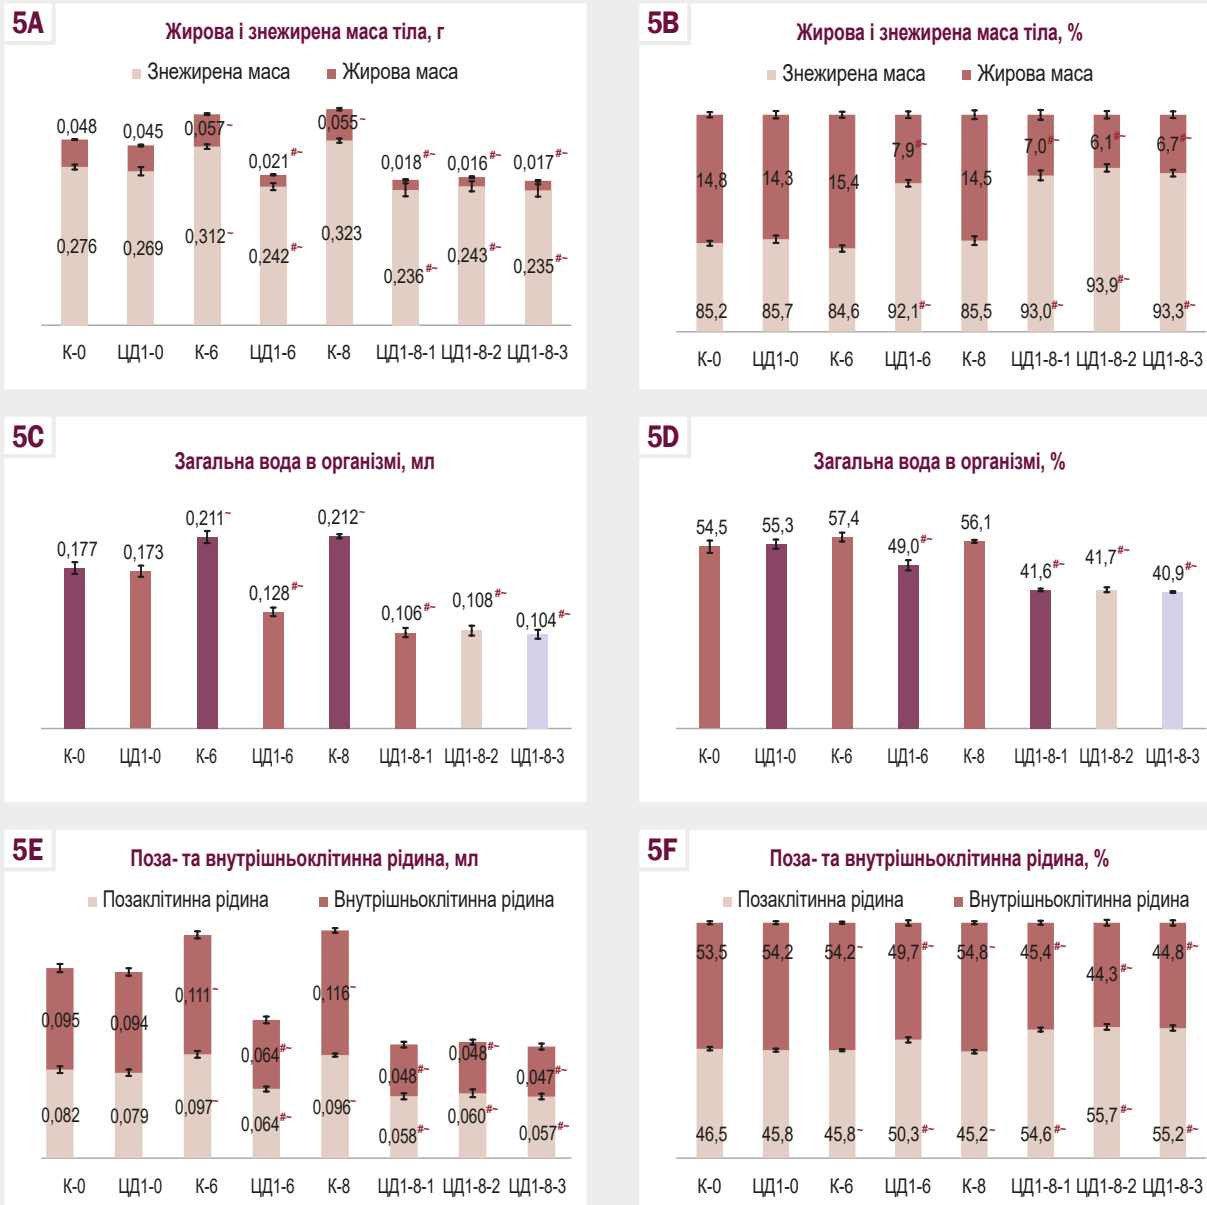 5A
Жирова і знежирена маса тіла, г
Знежирена маса Жирова маса
0,048 0,045 0,057~ 0,021#~ 0,055~ 0,018#~ 0,016#~ 0,017#~
0,276 0,269 0,312~ 0,242#~ 0,323 0,236#~ 0,243#~ 0,235#~
К-0 ЦД1-0 К-6 ЦД1-6 К-8 ЦД1-8-1 ЦД1-8-2 ЦД1-8-3
5B
Жирова і знежирена маса тіла, %
Знежирена маса Жирова маса
14,8 14,3 15,4 7,9#~ 14,5 7,0#~ 6,1#~ 6,7#~
85,2 85,7 84,6 92,1#~ 85,5 93,0#~ 93,9#~ 93,3#~
К-0 ЦД1-0 К-6 ЦД1-6 К-8 ЦД1-8-1 ЦД1-8-2 ЦД1-8-3
5C
Загальна вода в організмі, мл
0,177 0,173 0,211~ 0,128#~ 0,212~ 0,106#~ 0,108#~ 0,104#~
К-0 ЦД1-0 К-6 ЦД1-6 К-8 ЦД1-8-1 ЦД1-8-2 ЦД1-8-3
5D
Загальна вода в організмі, %
54,5 55,3 57,4 49,0#~ 56,1 41,6#~ 41,7#~ 40,9#~
К-0 ЦД1-0 К-6 ЦД1-6 К-8 ЦД1-8-1 ЦД1-8-2 ЦД1-8-3
5E
Поза- та внутрішньоклітинна рідина, мл
Позаклітинна рідина Внутрішньоклітинна рідина
0,095 0,094 0,111~ 0,064#~ 0,116~ 0,048#~ 0,048#~ 0,047#~
0,082 0,079 0,097~ 0,064#~ 0,096~ 0,058#~ 0,060#~ 0,057#~
К-0 ЦД1-0 К-6 ЦД1-6 К-8 ЦД1-8-1 ЦД1-8-2 ЦД1-8-3
5F
Поза- та внутрішньоклітинна рідина, %
Позаклітинна рідина Внутрішньоклітинна рідина
53,5 54,2 54,2~ 49,7#~ 54,8~ 45,4#~ 44,3#~ 44,8#~
46,5 45,8 45,8~ 50,3#~ 45,2~ 54,6#~ 55,7#~ 55,2#~
К-0 ЦД1-0 К-6 ЦД1-6 К-8 ЦД1-8-1 ЦД1-8-2 ЦД1-8-3